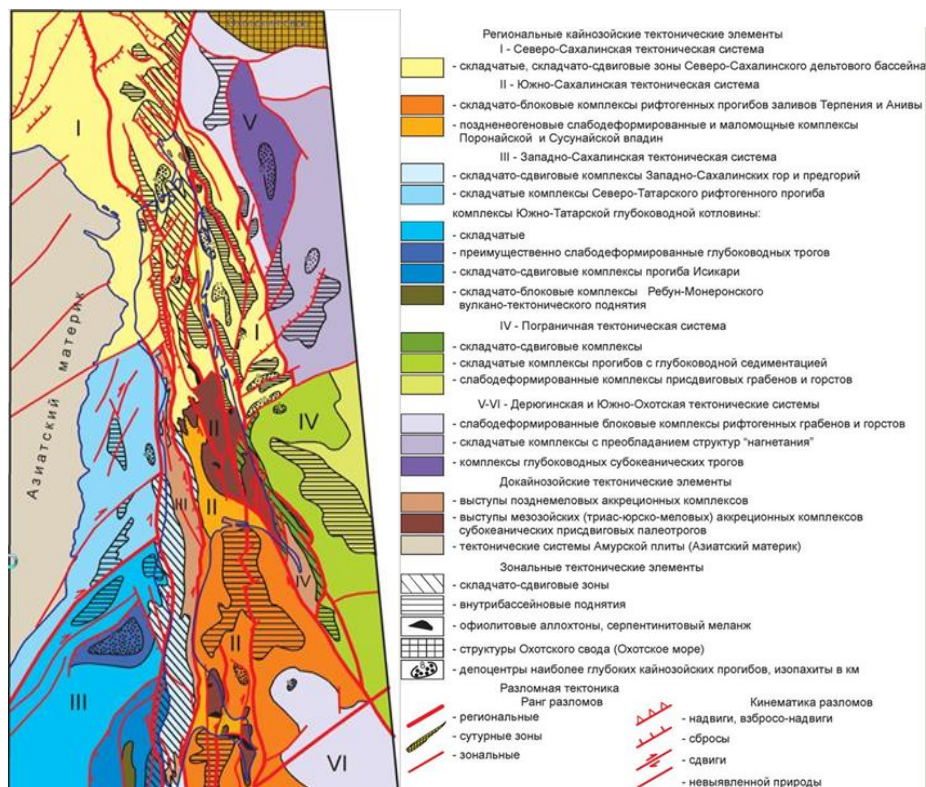 Региональные кайнозойские тектонические элементы
I - Северо-Сахалинская тектоническая система
- складчатые, складчато-сдвиговые зоны Северо-Сахалинского дельтового бассейна
II - Южно-Сахалинская тектоническая система
- складчато-блоковые комплексы рифтогенных прогибов заливов Терпения и Анивы
- поздненеогеновые слабодеформированные и маломощные комплексы
Поронайской и Сусунайской впадин
III - Западно-Сахалинская тектоническая система
- складчато-сдвиговые комплексы Западно-Сахалинских гор и предгорий
- складчатые комплексы Северо-Татарского рифтогенного прогиба
комплексы Южно-Татарской глубоководной котловины:
- складчатые
- преимущественно слабодеформированные глубоководных трогов
- складчато-сдвиговые комплексы прогиба Исикари
- складчато-блоковые комплексы Ребун-Монеронского
вулкано-тектонического поднятия
IV - Пограничная тектоническая система
- складчато-сдвиговые комплексы
- складчатые комплексы прогибов с глубоководной седиментацией
- слабодеформированные комплексы присдвиговых грабенов и горстов
V-VI - Дерюгинская и Южно-Охотская тектонические системы
- слабодеформированные блоковые комплексы рифтогенных грабенов и горстов
- складчатые комплексы с преобладанием структур "нагнетания"
- комплексы глубоководных субокеанических трогов
Докайнозойские тектонические элементы
- выступы позднемеловых аккреционных комплексов
- выступы мезозойских (триас-юрско-меловых) аккреционных комплексов
субокеанических присдвиговых палеотрогов
- тектонические системы Амурской плиты (Азиатский материк)
Зональные тектонические элементы
- складчато-сдвиговые зоны
- внутрибассейновые поднятия
- офиолитовые аллохтоны, серпентинитовый меланж
- структуры Охотского свода (Охотское море)
- депоцентры наиболее глубоких кайнозойских прогибов, изопахиты в км
Разломная тектоника
Ранг разломов
- региональные
- сутурные зоны
- зональные
Кинематика разломов
- надвиги, взбросо-надвиги
- сбросы
- сдвиги
- невыявленной природы
I
V
I
Азиатский материк
II
IV
III
II
IV
II
III
VI